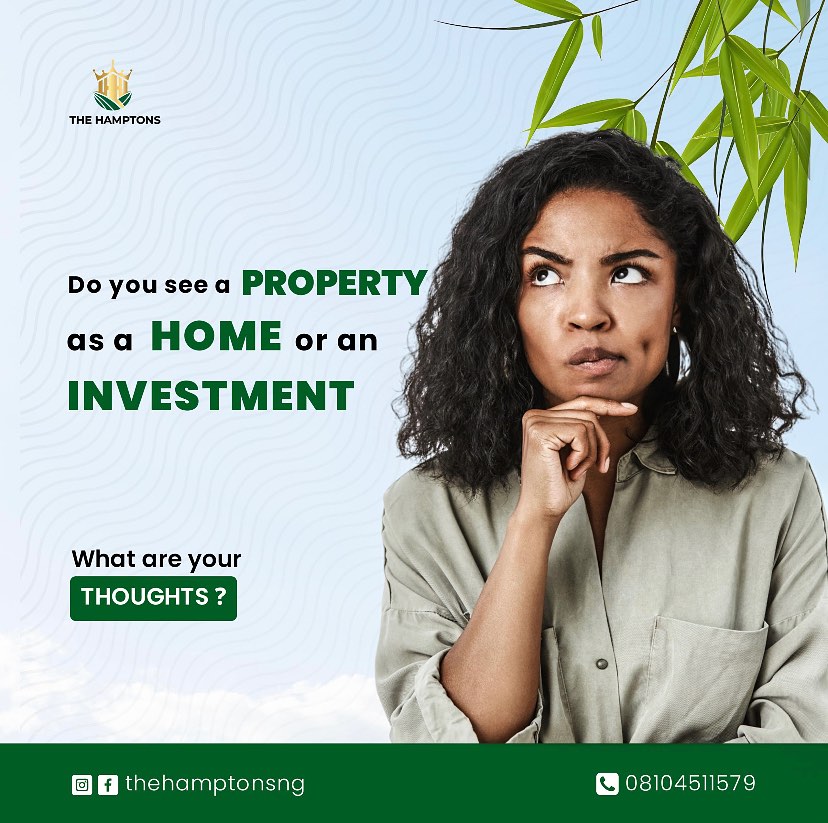 THE HAMPTONS
Do you see a PROPERTY
as a HOME or an
INVESTMENT
What are your
THOUGHTS ?
thehamptonsng
08104511579